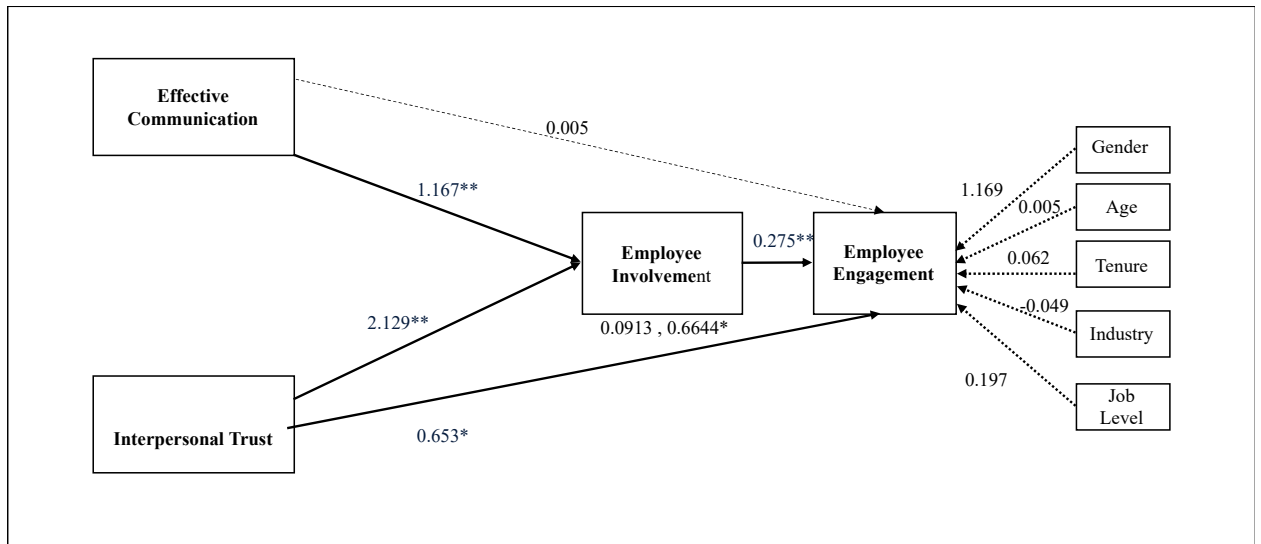 Effective
Communication
0.005
1.167**
Employee
Involvement
0.275**
Employee
Engagement
2.129**
0.0913 , 0.6644*
Interpersonal Trust
0.653*
Gender
1.169
0.005
Age
0.062
Tenure
-0.049
Industry
0.197
Job
Level